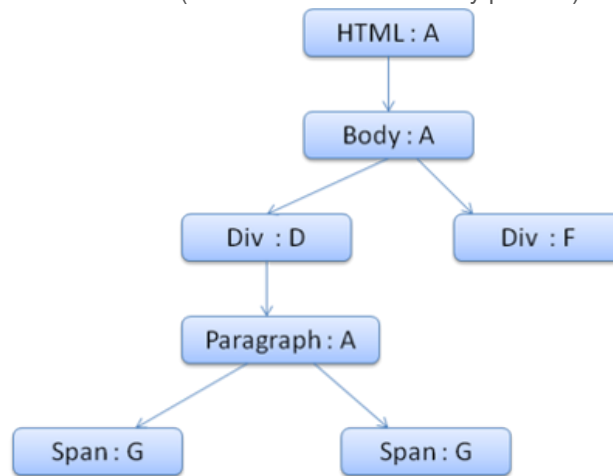 HTML : A
Body : A
Div : D
Div : F
Paragraph : A
Span : G
Span : G